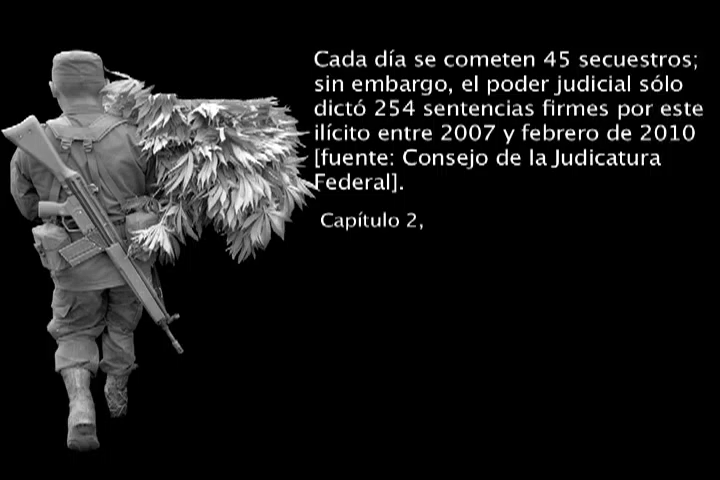 Cada día se cometen 45 secuestros;
sin embargo, el poder judicial sólo
dictó 254 sentencias firmes por este
ilícito entre 2007 y febrero de 2010
[fuente: Consejo de la Judicatura
Federal].
Capítulo 2,